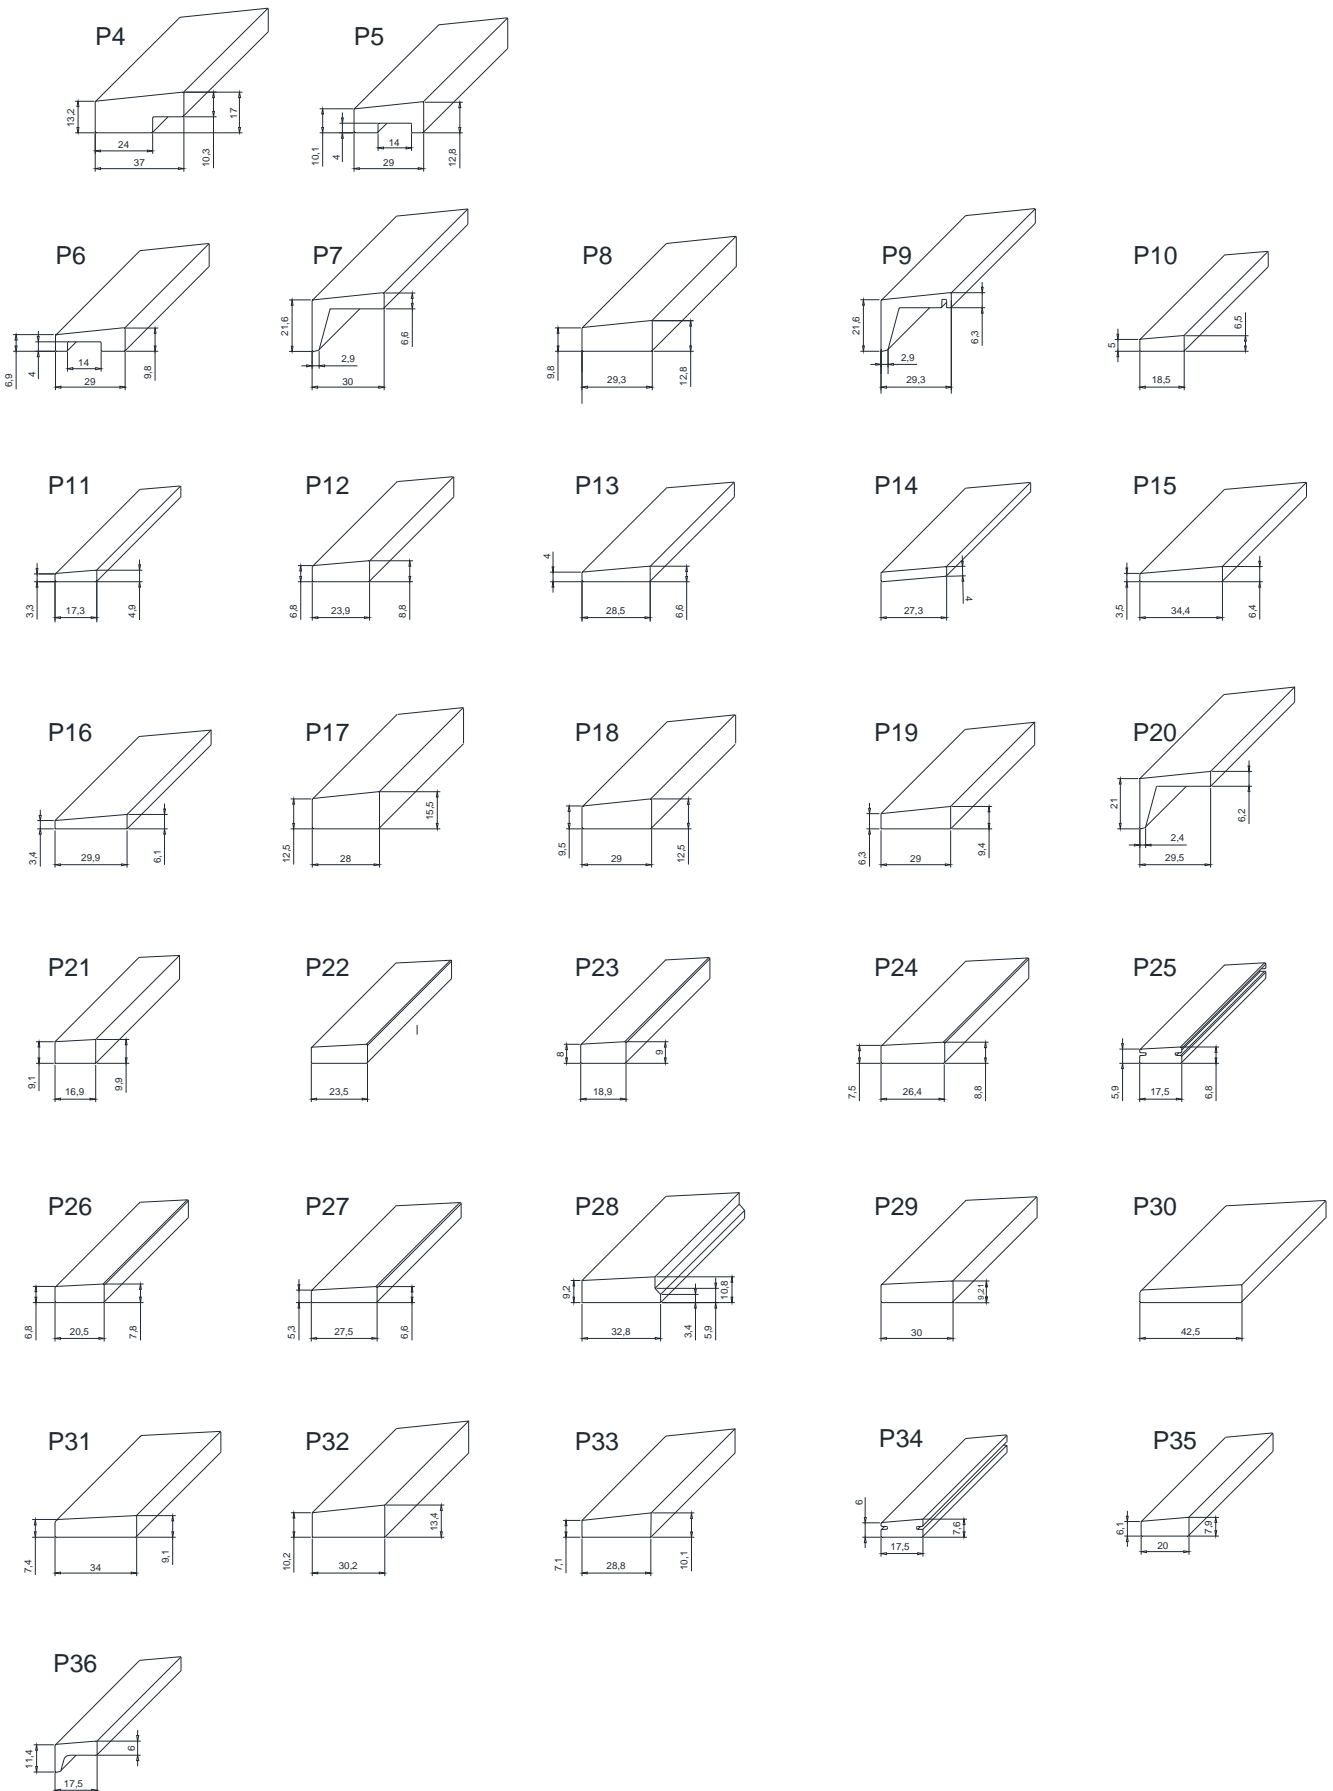 P4 P5
13,2 24 37 10,3 17
10,1 4 14 29 12,8
P6 P7 P8 P9 P10
6,9 4 14 29 9,8
21,6 2,9 30 6,6
9,8 29,3 12,8
21,6 2,9 29,3 6,3
5 18,5 6,5
P11 P12 P13 P14 P15
3,3 17,3 4,9
6,8 23,9 8,8
4 28,5 6,6
27,3 4
3,5 34,4 6,4
P16 P17 P18 P19 P20
3,4 29,9 6,1
12,5 28 15,5
9,5 29 12,5
6,3 29 9,4
21 2,4 29,5 6,2
P21 P22 P23 P24 P25
9,1 16,9 9,9
23,5
8 18,9 9
7,5 26,4 8,8
5,9 17,5 6,8
P26 P27 P28 P29 P30
6,8 20,5 7,8
5,3 27,5 6,6
9,2 32,8 3,4 5,9 10,8
30 9,21
42,5
P31 P32 P33 P34 P35
7,4 34 9,1
10,2 30,2 13,4
7,1 28,8 10,1
6 17,5 7,6
6,1 20 7,9
P36
11,4 17,5 6